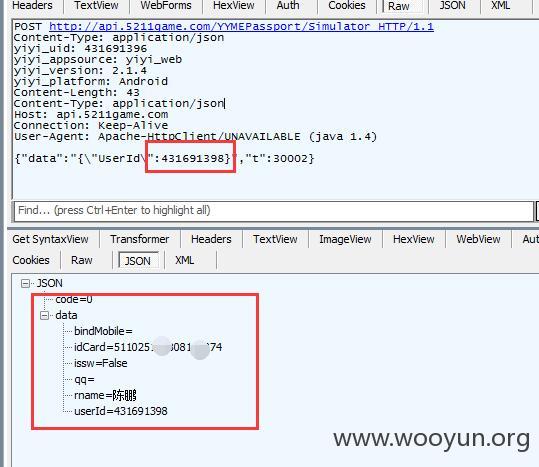 Headers TextView WebForms HexView Auth Cookies Raw JSON XML
POST http://api.5211game.com/YYMEPassport/Simulator HTTP/1.1
Content-Type: application/json
yiyi_uid: 431691396
yiyi_appsource: yiyi_web
yiyi_version: 2.1.4
yiyi_platform: Android
Content-Length: 43
Content-Type: application/json
Host: api.5211game.com
Connection: Keep-Alive
User-Agent: Apache-HttpClient/UNAVAILABLE (java 1.4)
{"data":"{\"UserId\":431691398}","t":30002}
Find... (press Ctrl+Enter to highlight all)
Get SyntaxView Transformer Headers TextView ImageView HexView WebView Aut
Cookies Raw JSON XML
JSON
code=0
data
bindMobile=
idCard=5110251 308 74
issw=False
qq=
rname=陈鹏
userId=431691398
www.wooyun.org